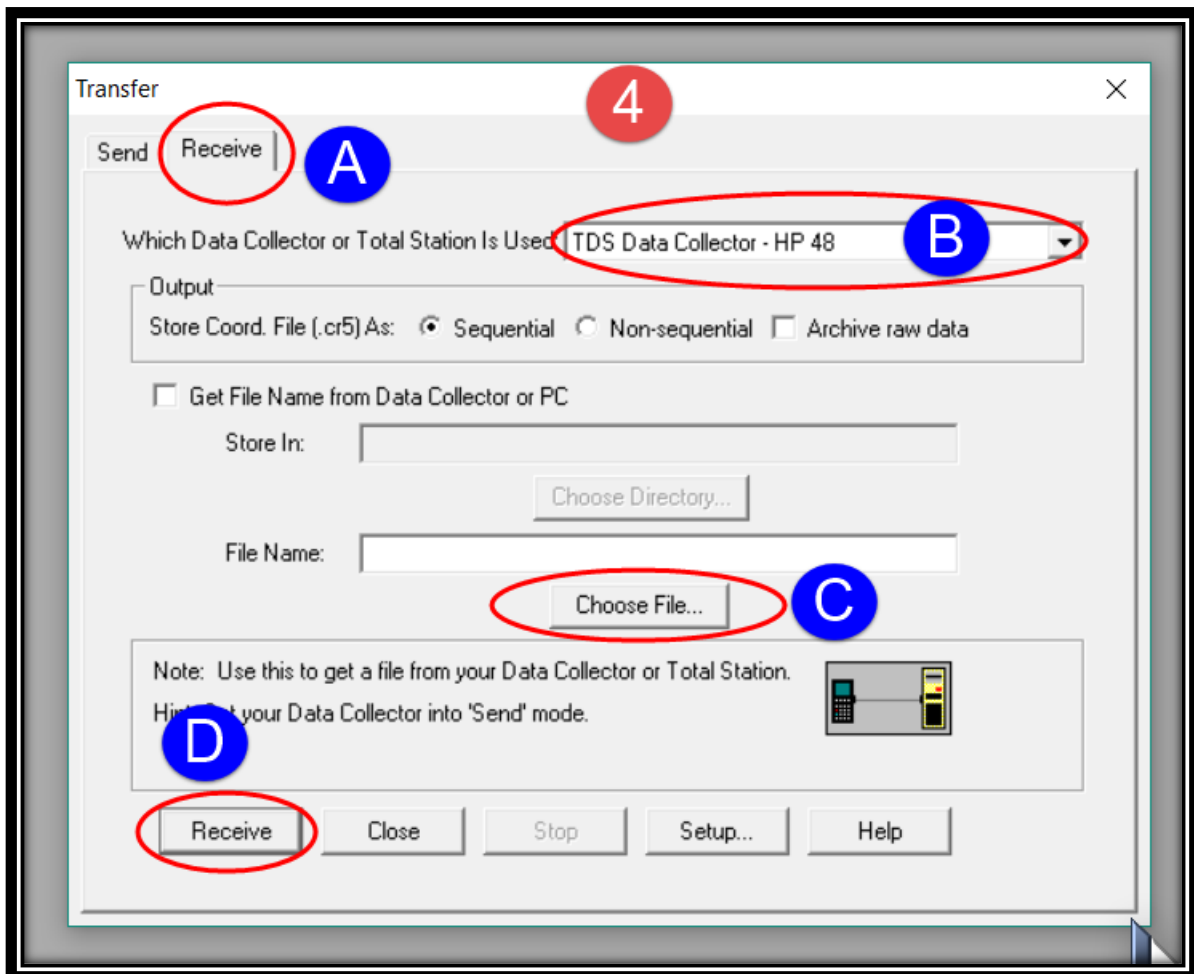 Transfer
4
Send
Receive
A
Which Data Collector or Total Station Is Used
TDS Data Collector - HP 48
B
Output
Store Coord. File (.cr5) As:
Sequential
Non-sequential
Archive raw data
Get File Name from Data Collector or PC
Store In:
Choose Directory...
File Name:
Choose File...
C
Note: Use this to get a file from your Data Collector or Total Station.
your Data Collector into 'Send' mode.
D
Receive
Close
Stop
Setup...
Help